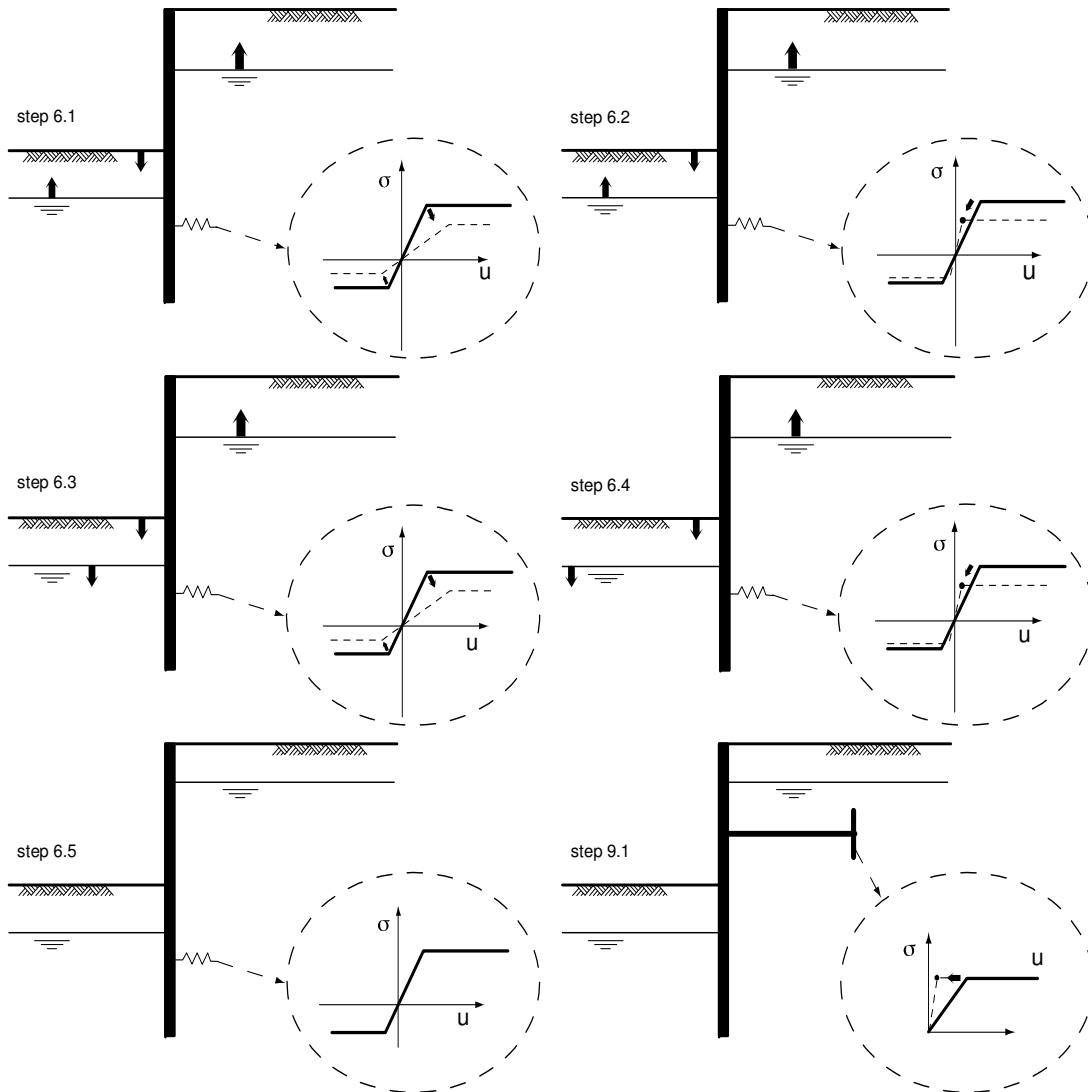 step 6.1
σ
u
step 6.2
σ
u
step 6.3
σ
u
step 6.4
σ
u
step 6.5
σ
u
step 9.1
σ
u